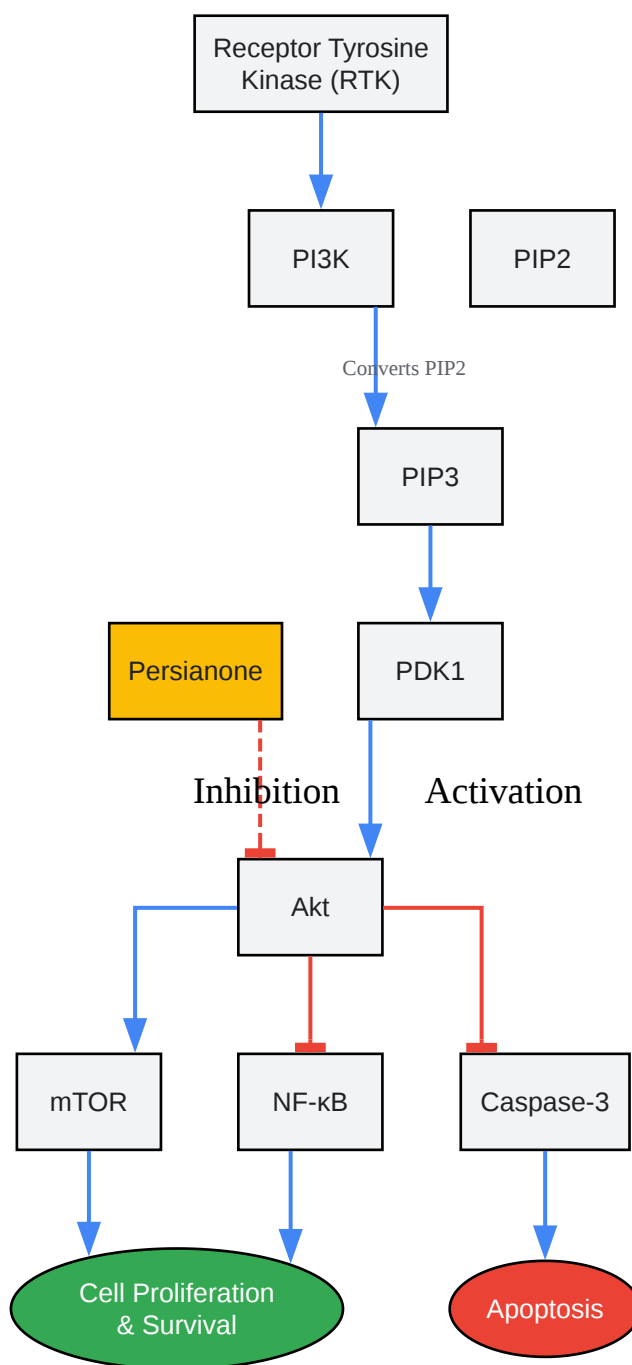 Receptor Tyrosine
Kinase (RTK)
PI3K
PIP2
Converts PIP2
PIP3
Persianone
PDK1
Inhibition
Activation
Akt
mTOR
NF-κB
Caspase-3
Cell Proliferation
& Survival
Apoptosis